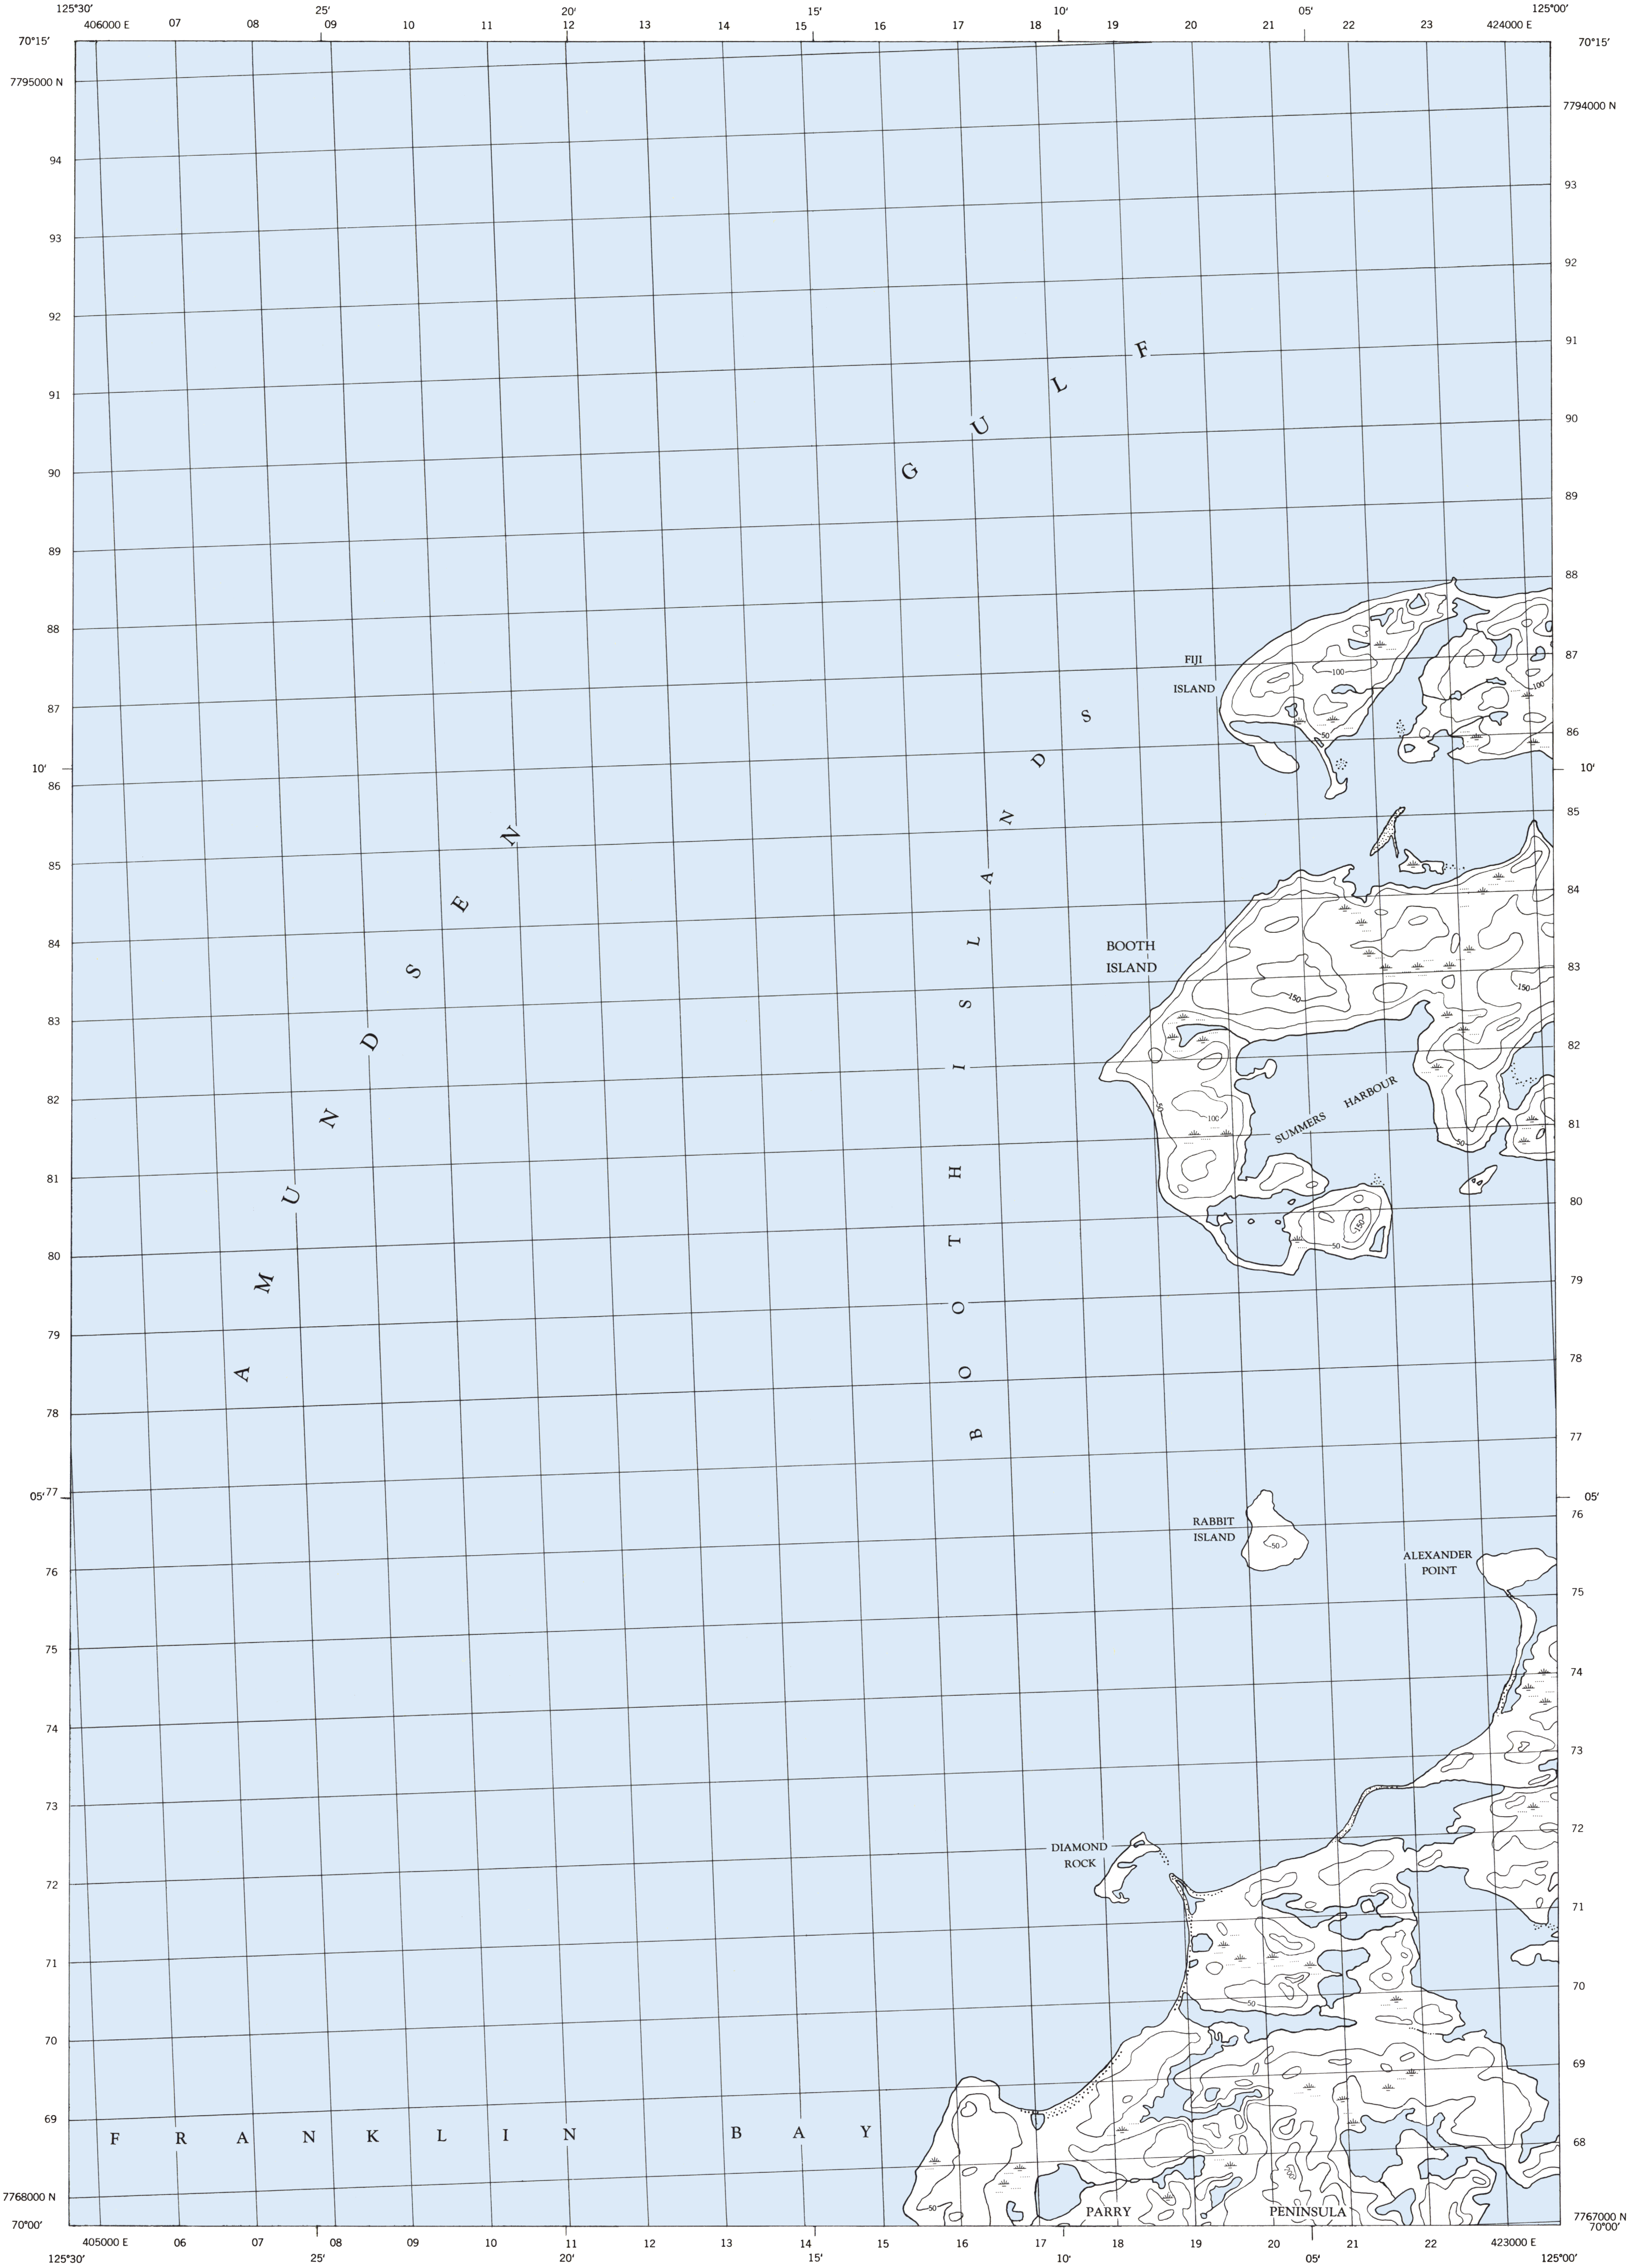 125°30′ 25′ 20′ 15′ 10′ 05′ 125°00′
406000 E 07 08 09 10 11 12 13 14 15 16 17 18 19 20 21 22 23 424000 E
70°15′ 70°15′
7795000 N 7794000 N
94 93
93 92
92 91
91 90
90 89
89 88
88 87
87 86
10′ 10′
86 85
85 84
84 83
83 82
82 81
81 80
80 79
79 78
78 77
05′ 77 05′
76
76 75
75 74
74 73
73 72
72 71
71 70
70 69
69 68
7768000 N 7767000 N
70°00′ 70°00′
405000 E 06 07 08 09 10 11 12 13 14 15 16 17 18 19 20 21 22 423000 E
125°30′ 25′ 20′ 15′ 10′ 05′ 125°00′
AMUNDSEN GULF
BOOTH ISLANDS
FIJI
ISLAND
100
50
100
BOOTH
ISLAND
150
150
50
100
SUMMERS HARBOUR
50
150
50
RABBIT
ISLAND
50
ALEXANDER
POINT
DIAMOND
ROCK
50
FRANKLIN BAY
50
PARRY PENINSULA